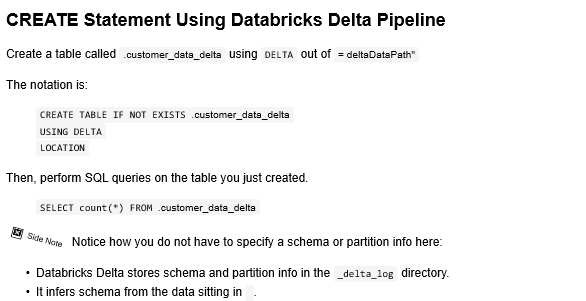 CREATE Statement Using Databricks Delta Pipeline
Create a table called .customer_data_delta using DELTA out of = deltaDataPath"
The notation is:
CREATE TABLE IF NOT EXISTS .customer_data_delta
USING DELTA
LOCATION
Then, perform SQL queries on the table you just created.
SELECT count(*) FROM .customer_data_delta
Side Note Notice how you do not have to specify a schema or partition info here:
• Databricks Delta stores schema and partition info in the _delta_log directory.
• It infers schema from the data sitting in .